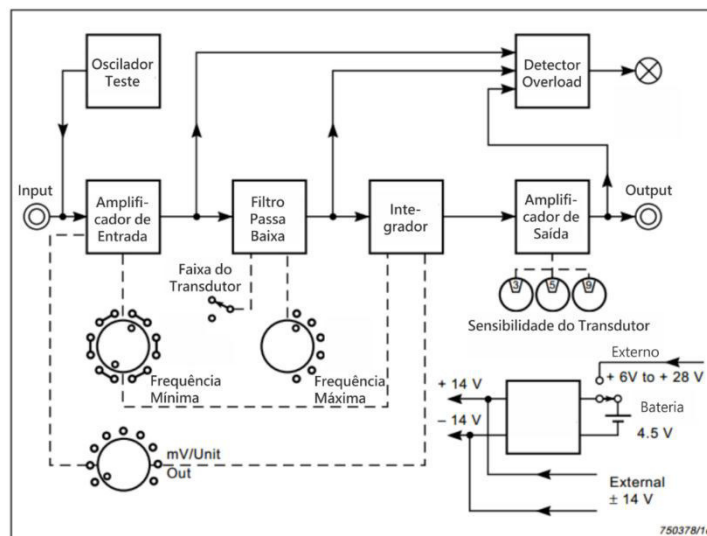 Oscilador
Teste
Detector
Overload
Input
Amplifi-
cador de
Entrada
Filtro
Passa
Baixa
Inte-
grador
Amplifi-
cador de
Saída
Output
Faixa do
Transdutor
3
5
9
Sensibilidade do Transdutor
Frequência
Mínima
Frequência
Máxima
Externo
+ 6V to + 28 V
+ 14 V
– 14 V
Bateria
4.5 V
mV/Unit
Out
External
± 14 V